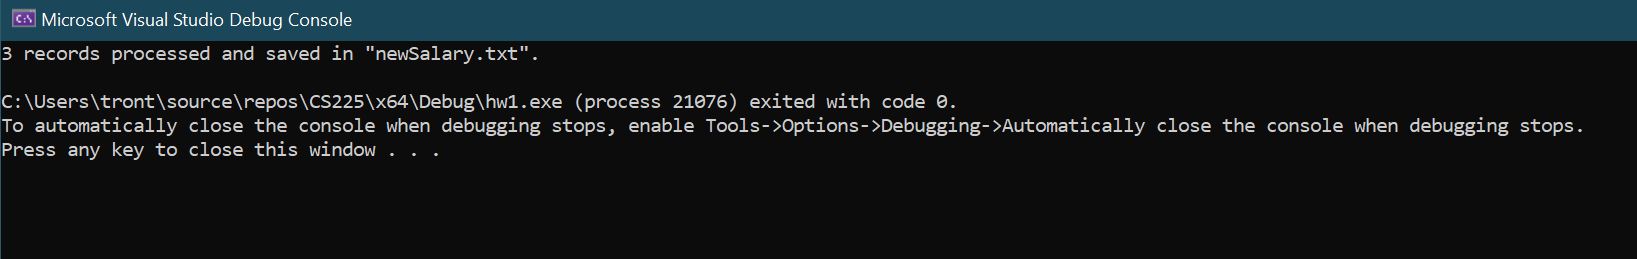 Microsoft Visual Studio Debug Console
3 records processed and saved in "newSalary.txt".
C:\Users\tront\source\repos\CS225\x64\Debug\hw1.exe (process 21076) exited with code 0.
To automatically close the console when debugging stops, enable Tools->Options->Debugging->Automatically close the console when debugging stops.
Press any key to close this window . . .